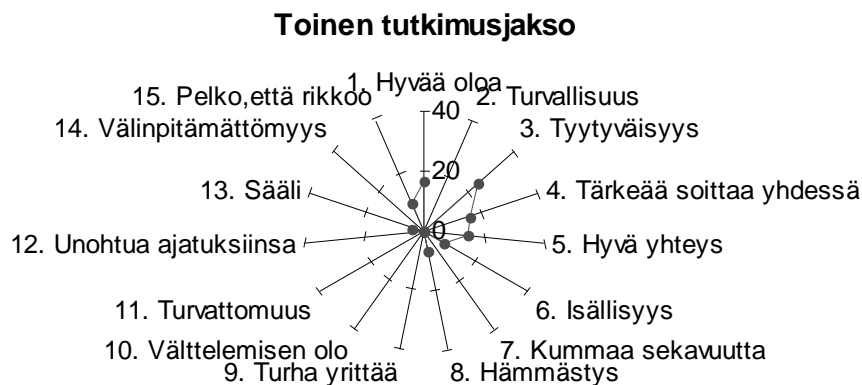 Toinen tutkimusjakso
1. Hyvää oloa
2. Turvallisuus
3. Tyytyväisyys
4. Tärkeää soittaa yhdessä
5. Hyvä yhteys
6. Isällisyys
7. Kummaa sekavuutta
8. Hämmästys
9. Turha yrittää
10. Välttelemisen olo
11. Turvattomuus
12. Unohtua ajatuksiinsa
13. Sääli
14. Välinpitämättömyys
15. Pelko,että rikkoo
40
20
0